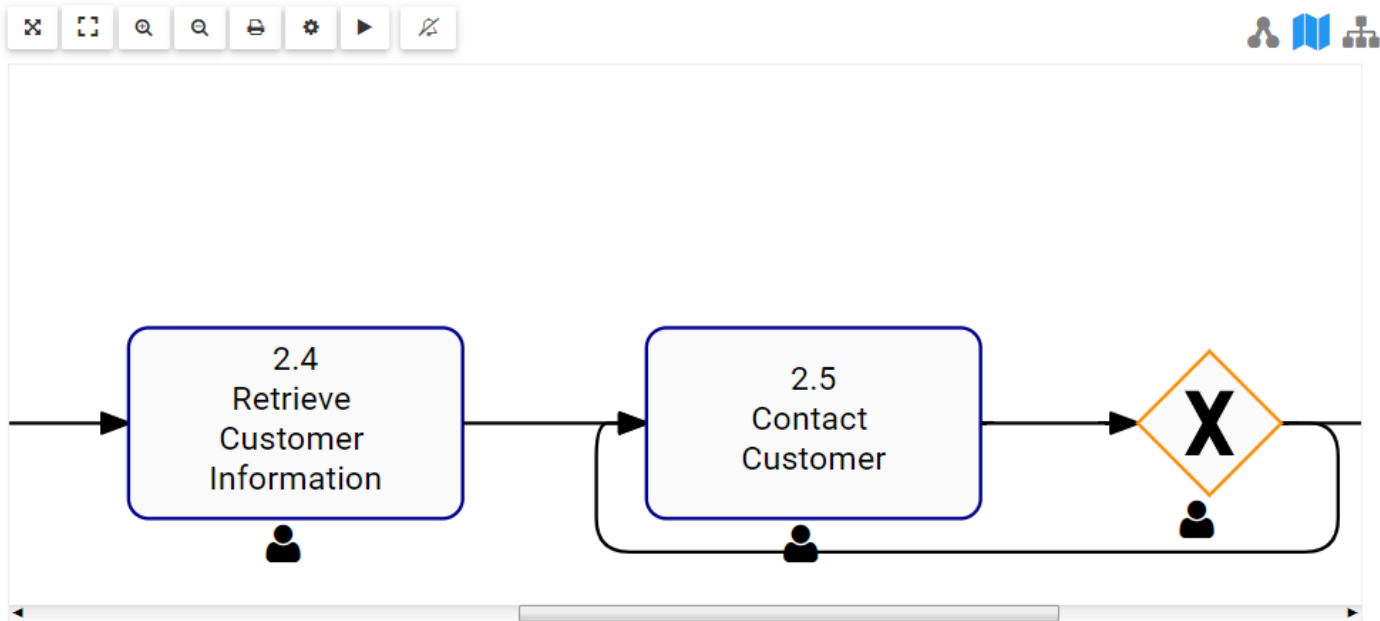 2.4
Retrieve
Customer
Information
2.5
Contact
Customer
X